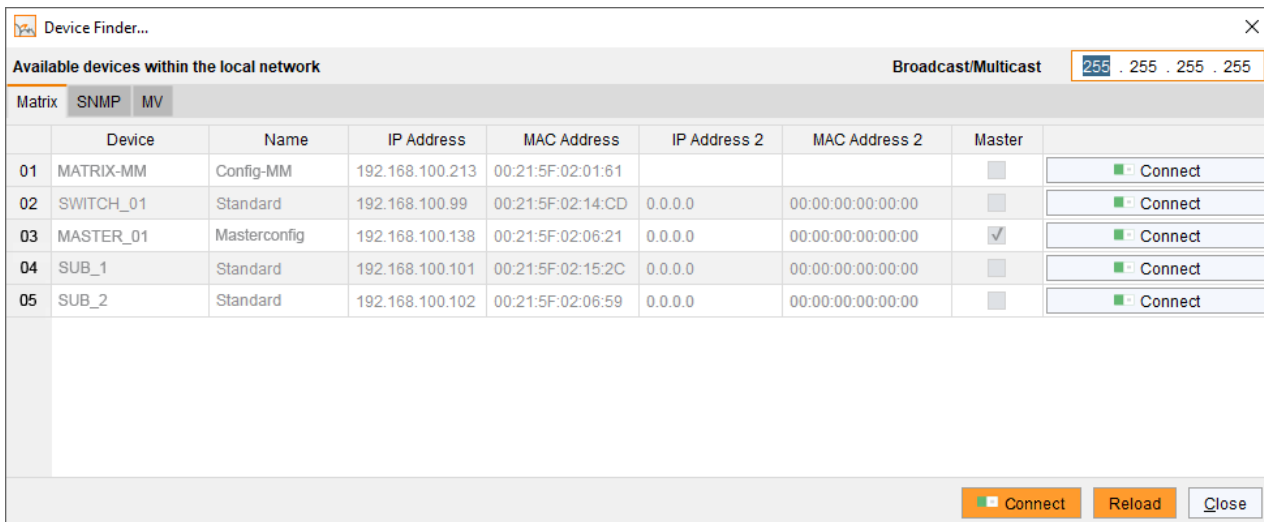 Device Finder...
Available devices within the local network Broadcast/Multicast 255 . 255 . 255 . 255
Matrix SNMP MV
Device Name IP Address MAC Address IP Address 2 MAC Address 2 Master
01 MATRIX-MM Config-MM 192.168.100.213 00:21:5F:02:01:61 Connect
02 SWITCH_01 Standard 192.168.100.99 00:21:5F:02:14:CD 0.0.0.0 00:00:00:00:00:00 Connect
03 MASTER_01 Masterconfig 192.168.100.138 00:21:5F:02:06:21 0.0.0.0 00:00:00:00:00:00 Connect
04 SUB_1 Standard 192.168.100.101 00:21:5F:02:15:2C 0.0.0.0 00:00:00:00:00:00 Connect
05 SUB_2 Standard 192.168.100.102 00:21:5F:02:06:59 0.0.0.0 00:00:00:00:00:00 Connect
Connect Reload Close